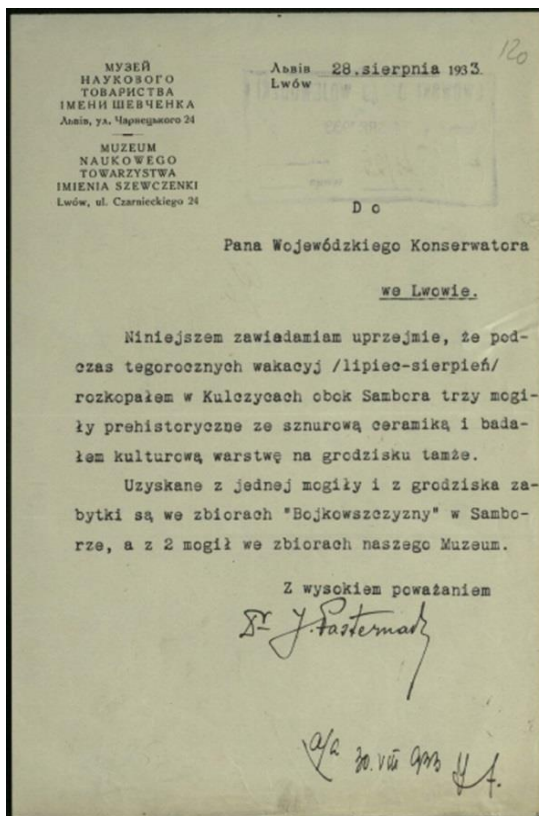 120
МУЗЕЙ
НАУКОВОГО
ТОВАРИСТВА
ІМЕНИ ШЕВЧЕНКА
Львів, ул. Чарнецького 24
MUZEUM
NAUKOWEGO
TOWARZYSTWA
IMIENIA SZEWCZENKI
Lwów, ul. Czarnieckiego 24
Львів 28.sierpnia 1933.
Lwów
Do
Pana Wojewódzkiego Konserwatora
we Lwowie.
Niniejszem zawiadamiam uprzejmie, że pod-
czas tegorocznych wakacyj /lipiec-sierpień/
rozkopałem w Kulczycach obok Sambora trzy mogi-
ły prehistoryczne ze sznurową ceramiką i bada-
łem kulturową warstwę na grodzisku tamże.
Uzyskane z jednej mogiły i z grodziska za-
bytki są we zbiorach "Bojkowszczyzny" w Sambo-
rze, a z 2 mogił we zbiorach naszego Muzeum.
Z wysokiem poważaniem
Dr J. Pasternak
a/a 30.VIII 933